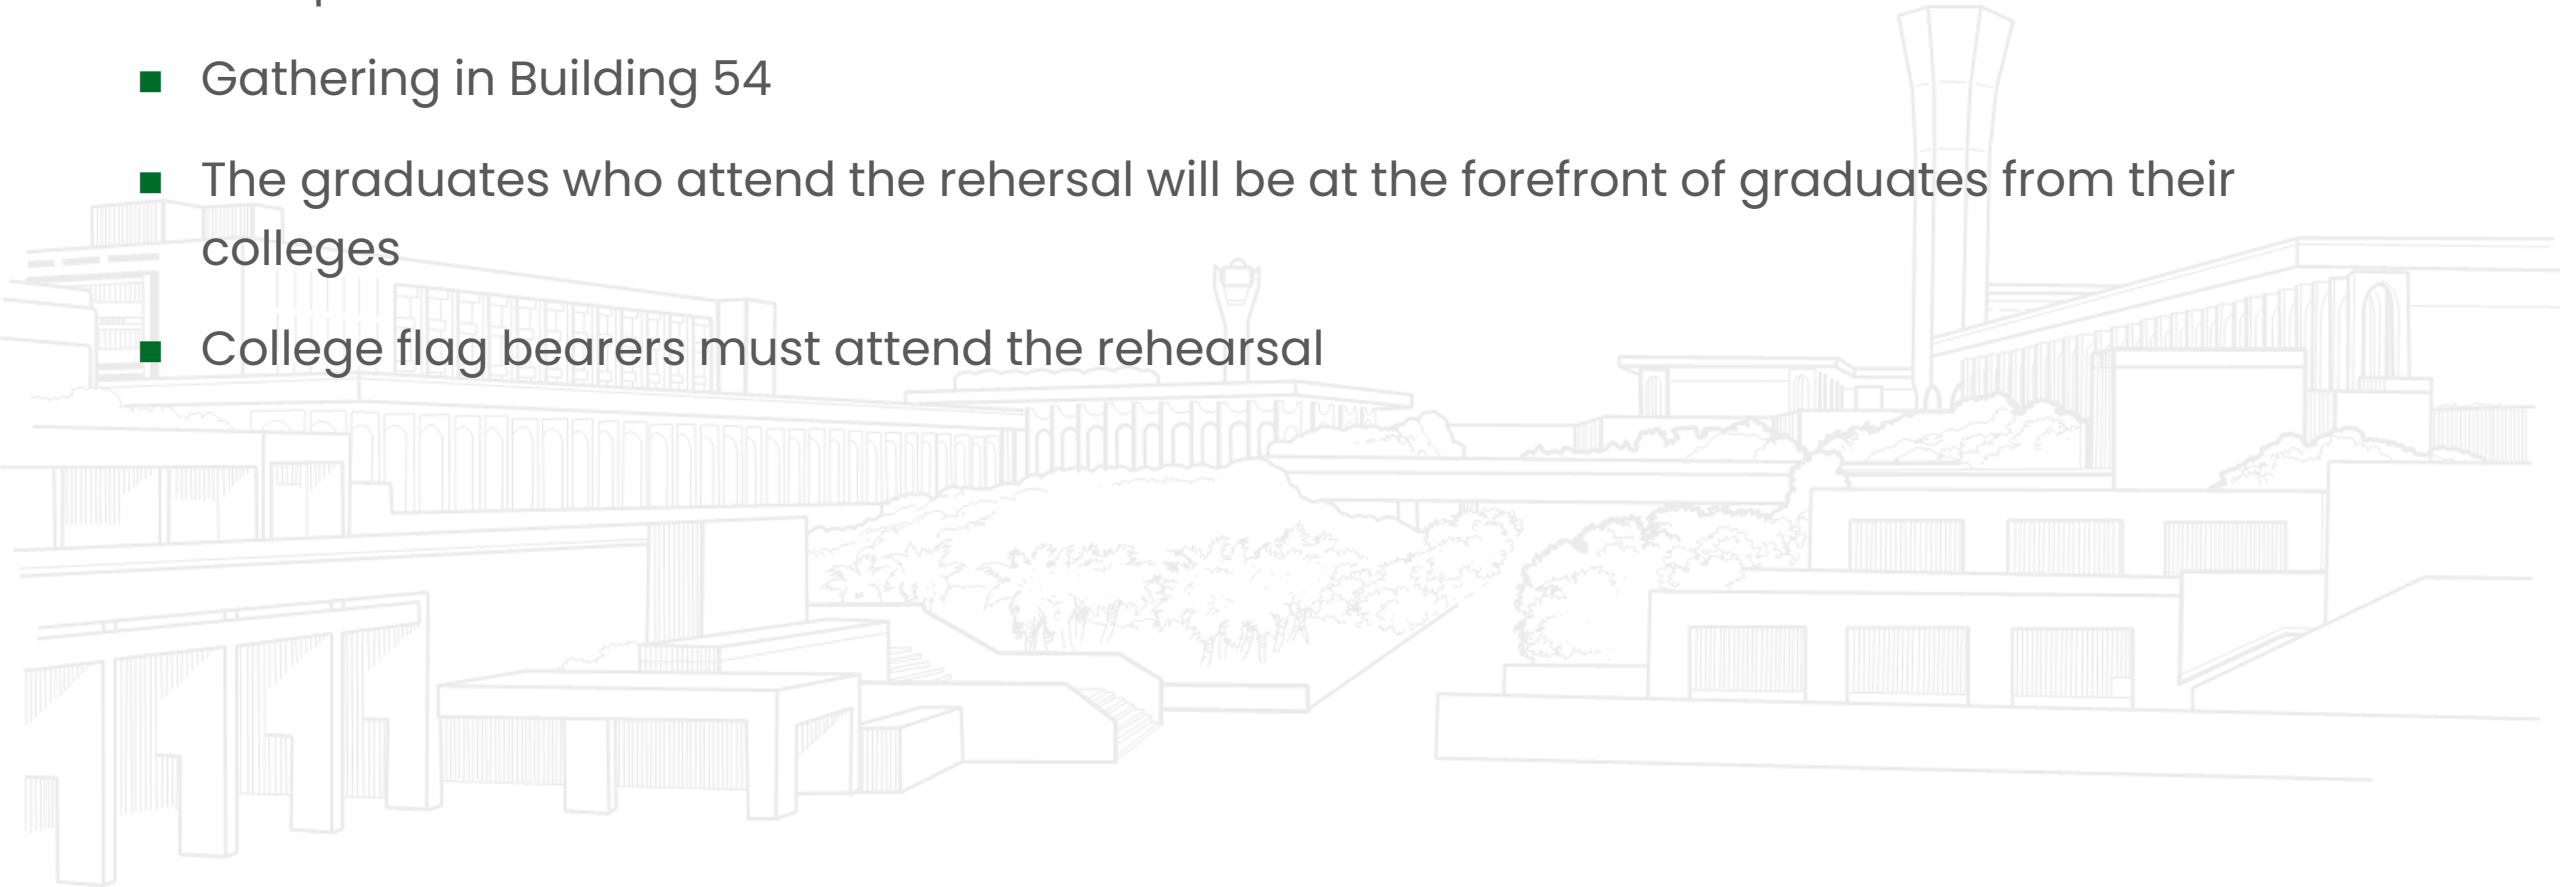 Gathering in Building 54
The graduates who attend the rehersal will be at the forefront of graduates from their
colleges
College flag bearers must attend the rehearsal